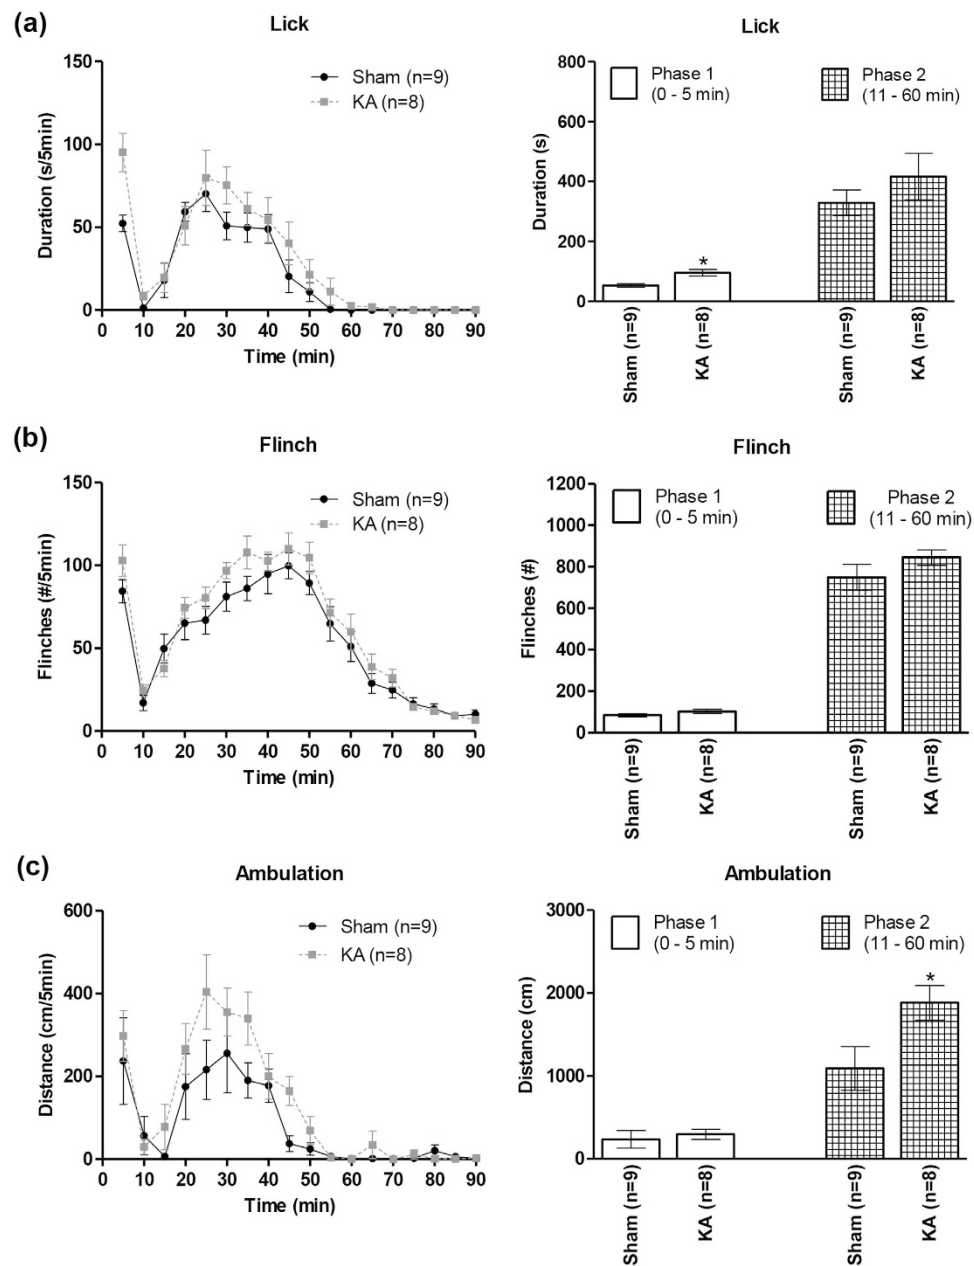 (a)
Lick
150
100
50
0
Duration (s/5min)
Sham (n=9)
KA (n=8)
0 10 20 30 40 50 60 70 80 90
Time (min)
Lick
800
600
400
200
0
Duration (s)
Phase 1
(0 - 5 min)
Phase 2
(11 - 60 min)
*
Sham (n=9)
KA (n=8)
Sham (n=9)
KA (n=8)
(b)
Flinch
150
100
50
0
Flinches (#/5min)
Sham (n=9)
KA (n=8)
0 10 20 30 40 50 60 70 80 90
Time (min)
Flinch
1200
1000
800
600
400
200
0
Flinches (#)
Phase 1
(0 - 5 min)
Phase 2
(11 - 60 min)
Sham (n=9)
KA (n=8)
Sham (n=9)
KA (n=8)
(c)
Ambulation
600
400
200
0
Distance (cm/5min)
Sham (n=9)
KA (n=8)
0 10 20 30 40 50 60 70 80 90
Time (min)
Ambulation
3000
2000
1000
0
Distance (cm)
Phase 1
(0 - 5 min)
Phase 2
(11 - 60 min)
*
Sham (n=9)
KA (n=8)
Sham (n=9)
KA (n=8)